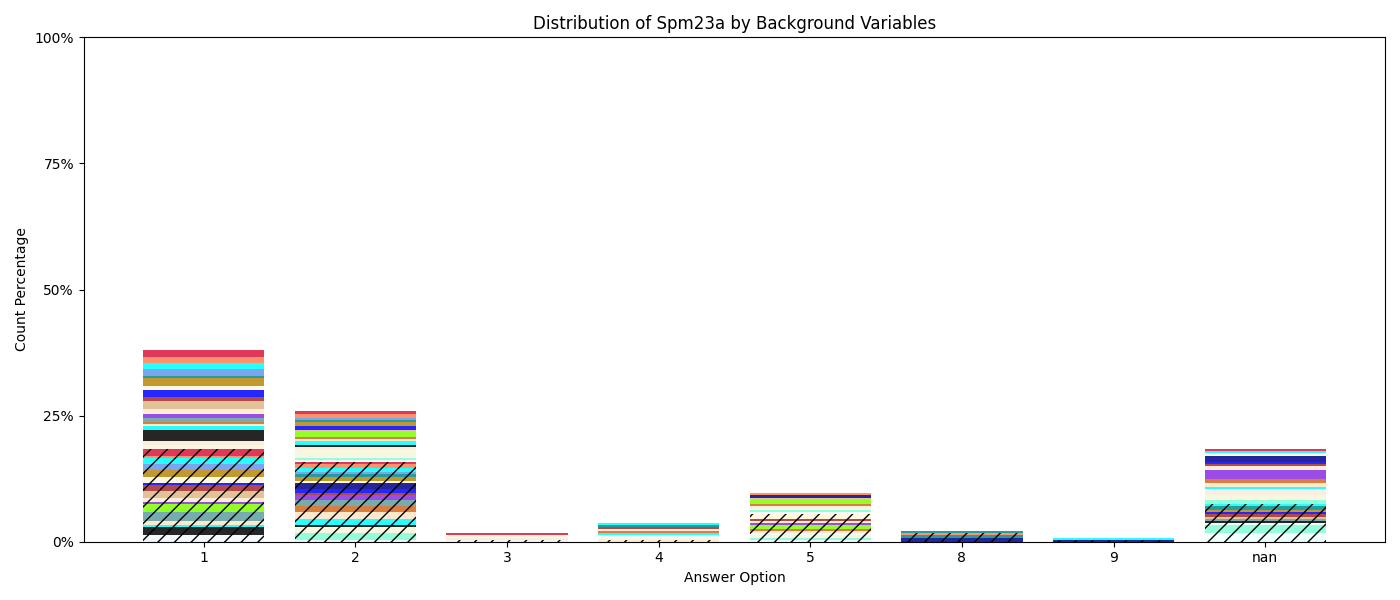 Distribution of Spm23a by Background Variables
Count Percentage
100%
75%
50%
25%
0%
1 2 3 4 5 8 9 nan
Answer Option